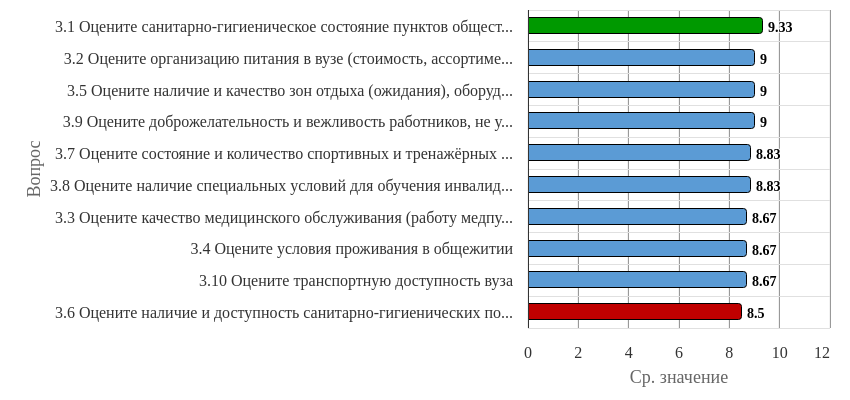 3.1 Оцените санитарно-гигиеническое состояние пунктов общест... 9.33
3.2 Оцените организацию питания в вузе (стоимость, ассортиме... 9
3.5 Оцените наличие и качество зон отдыха (ожидания), оборуд... 9
3.9 Оцените доброжелательность и вежливость работников, не у... 9
3.7 Оцените состояние и количество спортивных и тренажёрных ... 8.83
3.8 Оцените наличие специальных условий для обучения инвалид... 8.83
3.3 Оцените качество медицинского обслуживания (работу медпу... 8.67
3.4 Оцените условия проживания в общежитии 8.67
3.10 Оцените транспортную доступность вуза 8.67
3.6 Оцените наличие и доступность санитарно-гигиенических по... 8.5
Вопрос
0 2 4 6 8 10 12
Ср. значение